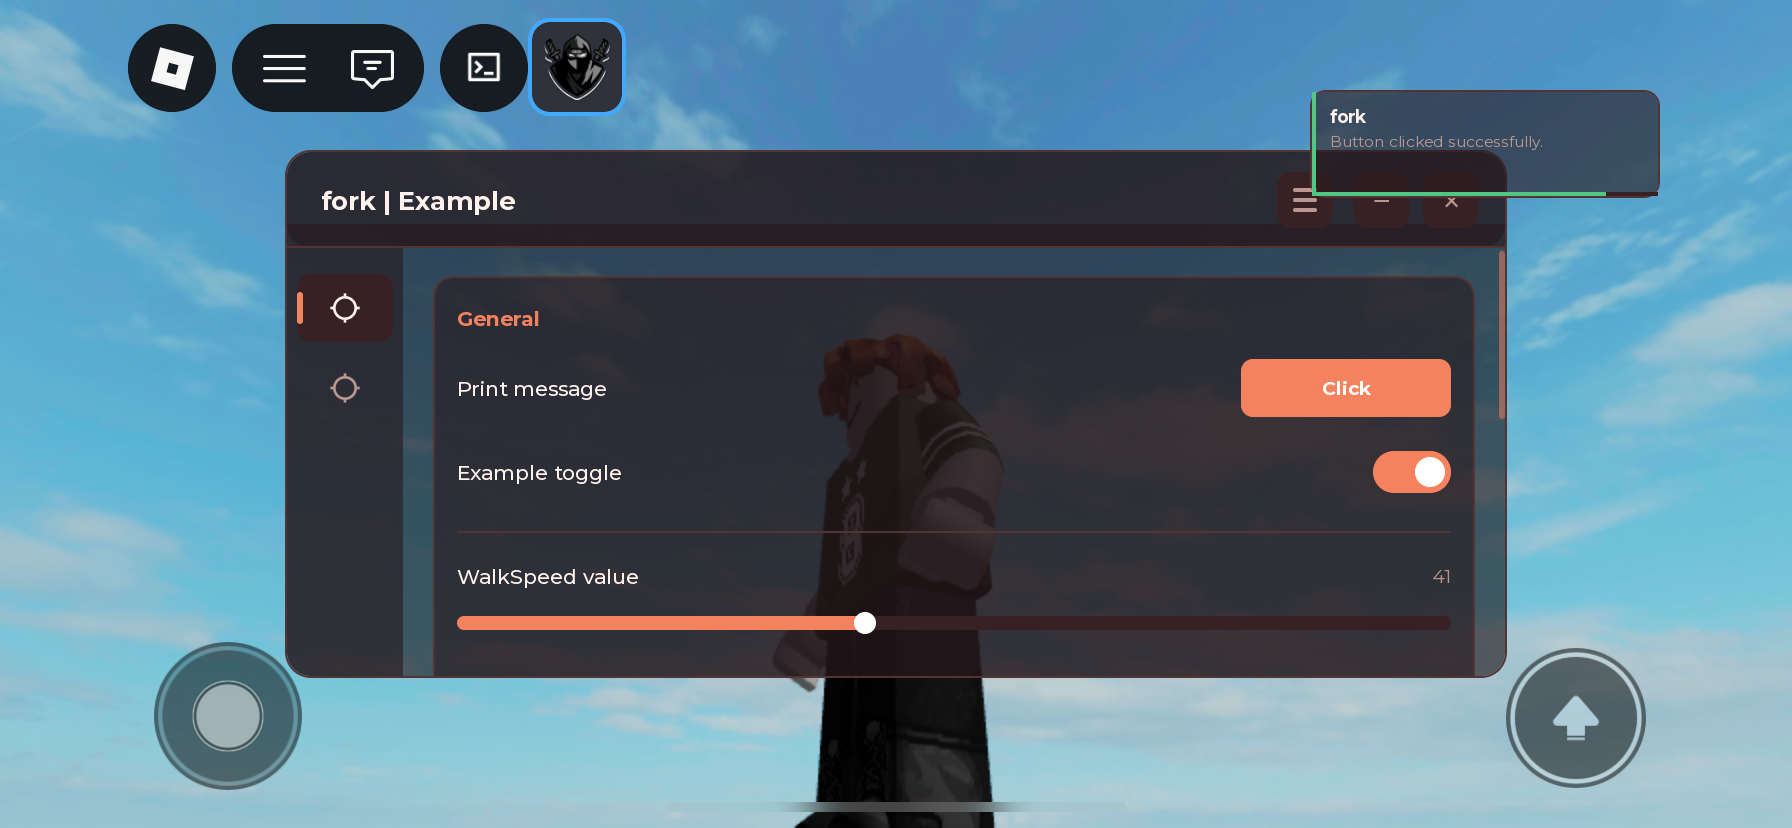 fork
Button clicked successfully.
fork | Example
General
Print message
Click
Example toggle
WalkSpeed value
41